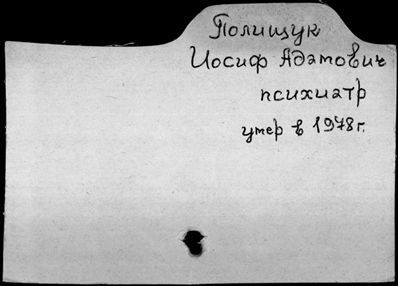 Полищук
Иосиф Адамович
психиатр
умер в 1978г.